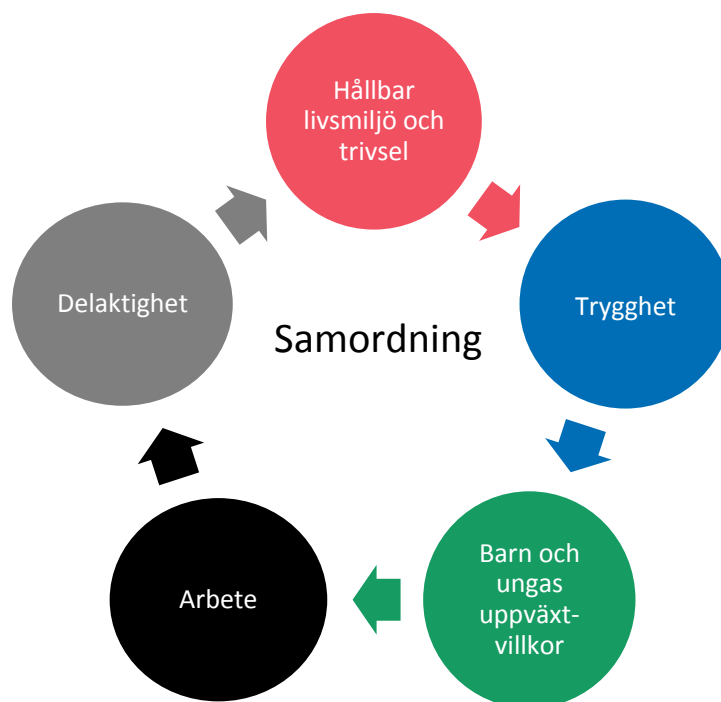 Hållbar
livsmiljö och
trivsel
Delaktighet
Trygghet
Samordning
Barn och
ungas
uppväxt-
villkor
Arbete